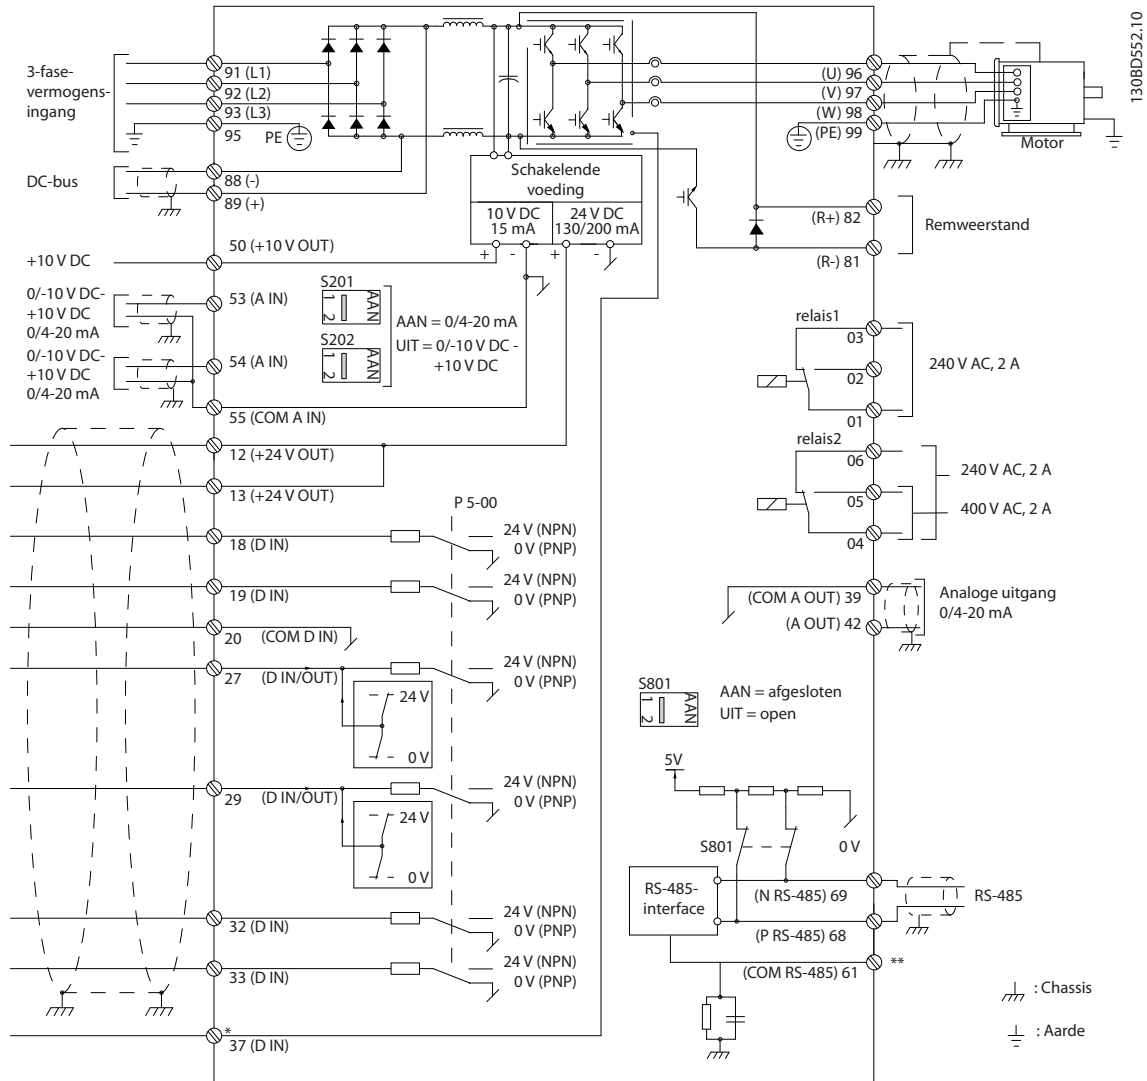 130BD552.10
3-fase-
vermogens-
ingang
91 (L1)
92 (L2)
93 (L3)
95
PE
DC-bus
88 (-)
89 (+)
50 (+10 V OUT)
+10 V DC
0/-10 V DC-
+10 V DC
0/4-20 mA
53 (A IN)
0/-10 V DC-
+10 V DC
0/4-20 mA
54 (A IN)
55 (COM A IN)
12 (+24 V OUT)
13 (+24 V OUT)
18 (D IN)
19 (D IN)
20 (COM D IN)
27 (D IN/OUT)
24 V
0 V
29 (D IN/OUT)
24 V
0 V
32 (D IN)
33 (D IN)
*
37 (D IN)
Schakelende
voeding
10 V DC
15 mA
24 V DC
130/200 mA
+ - + -
S201
1
2
AAN
S202
1
2
AAN
AAN = 0/4-20 mA
UIT = 0/-10 V DC -
+10 V DC
P 5-00
24 V (NPN)
0 V (PNP)
24 V (NPN)
0 V (PNP)
24 V (NPN)
0 V (PNP)
24 V (NPN)
0 V (PNP)
24 V (NPN)
0 V (PNP)
24 V (NPN)
0 V (PNP)
(U) 96
(V) 97
(W) 98
(PE) 99
Motor
(R+) 82
Remweerstand
(R-) 81
relais1
03
02
01
240 V AC, 2 A
relais2
06
05
04
240 V AC, 2 A
400 V AC, 2 A
(COM A OUT) 39
(A OUT) 42
Analoge uitgang
0/4-20 mA
S801
1
2
AAN
AAN = afgesloten
UIT = open
5V
S801
0 V
RS-485-
interface
(N RS-485) 69
(P RS-485) 68
(COM RS-485) 61
RS-485
**
: Chassis
: Aarde